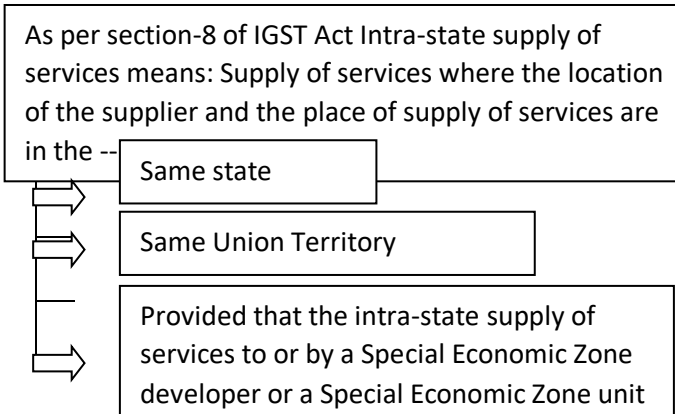 As per section-8 of IGST Act Intra-state supply of
services means: Supply of services where the location
of the supplier and the place of supply of services are
in the --
Same state
Same Union Territory
Provided that the intra-state supply of
services to or by a Special Economic Zone
developer or a Special Economic Zone unit